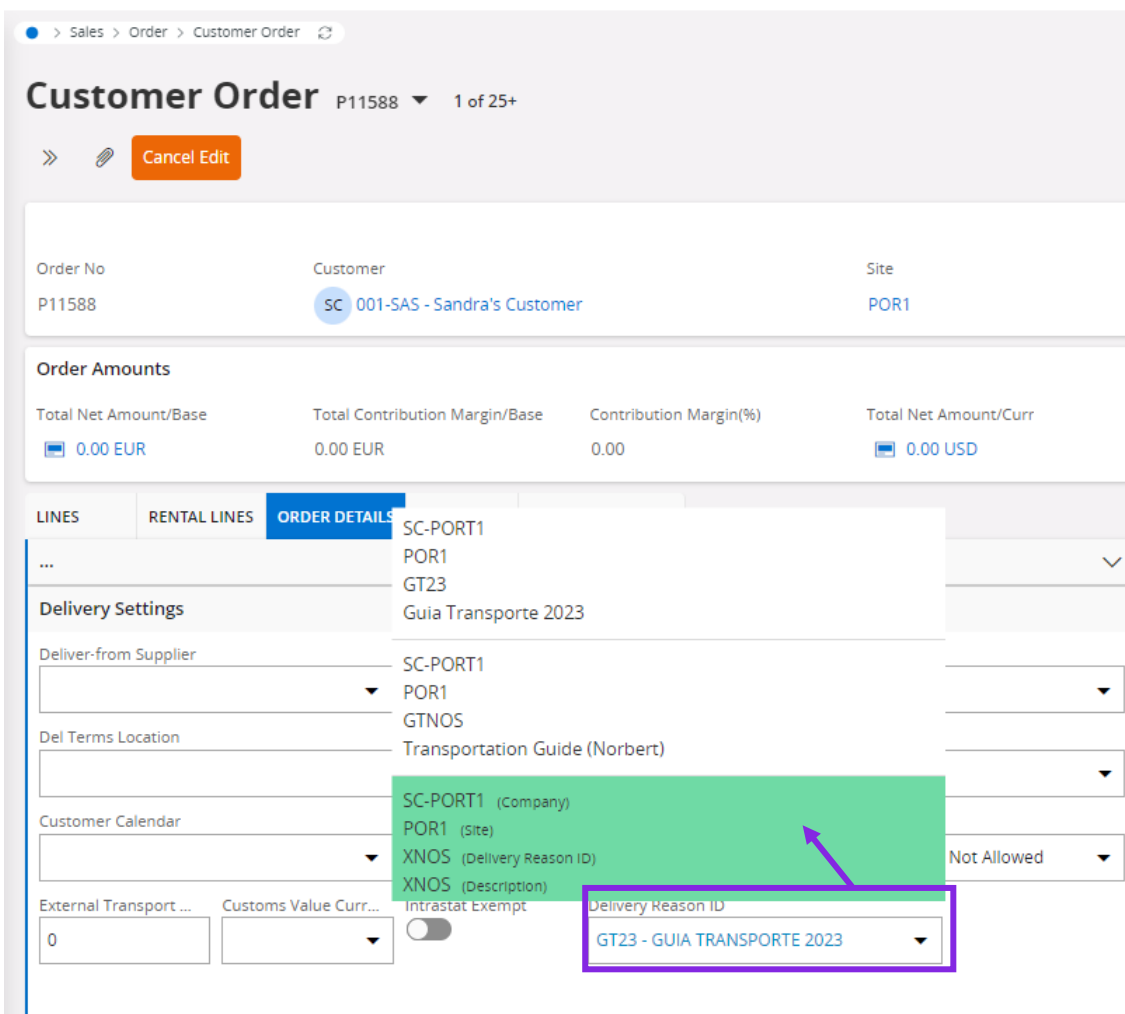 > Sales > Order > Customer Order
Customer Order P11588 1 of 25+
Cancel Edit
Order No Customer Site
P11588 SC 001-SAS - Sandra's Customer POR1
Order Amounts
Total Net Amount/Base Total Contribution Margin/Base Contribution Margin(%) Total Net Amount/Curr
0.00 EUR 0.00 EUR 0.00 0.00 USD
LINES RENTAL LINES ORDER DETAILS
...
Delivery Settings
Deliver-from Supplier
Del Terms Location
Customer Calendar
SC-PORT1
POR1
GT23
Guia Transporte 2023
SC-PORT1
POR1
GTNOS
Transportation Guide (Norbert)
SC-PORT1 (Company)
POR1 (Site)
XNOS (Delivery Reason ID)
XNOS (Description)
Not Allowed
External Transport ... Customs Value Curr... Intrastat Exempt Delivery Reason ID
0 GT23 - GUIA TRANSPORTE 2023